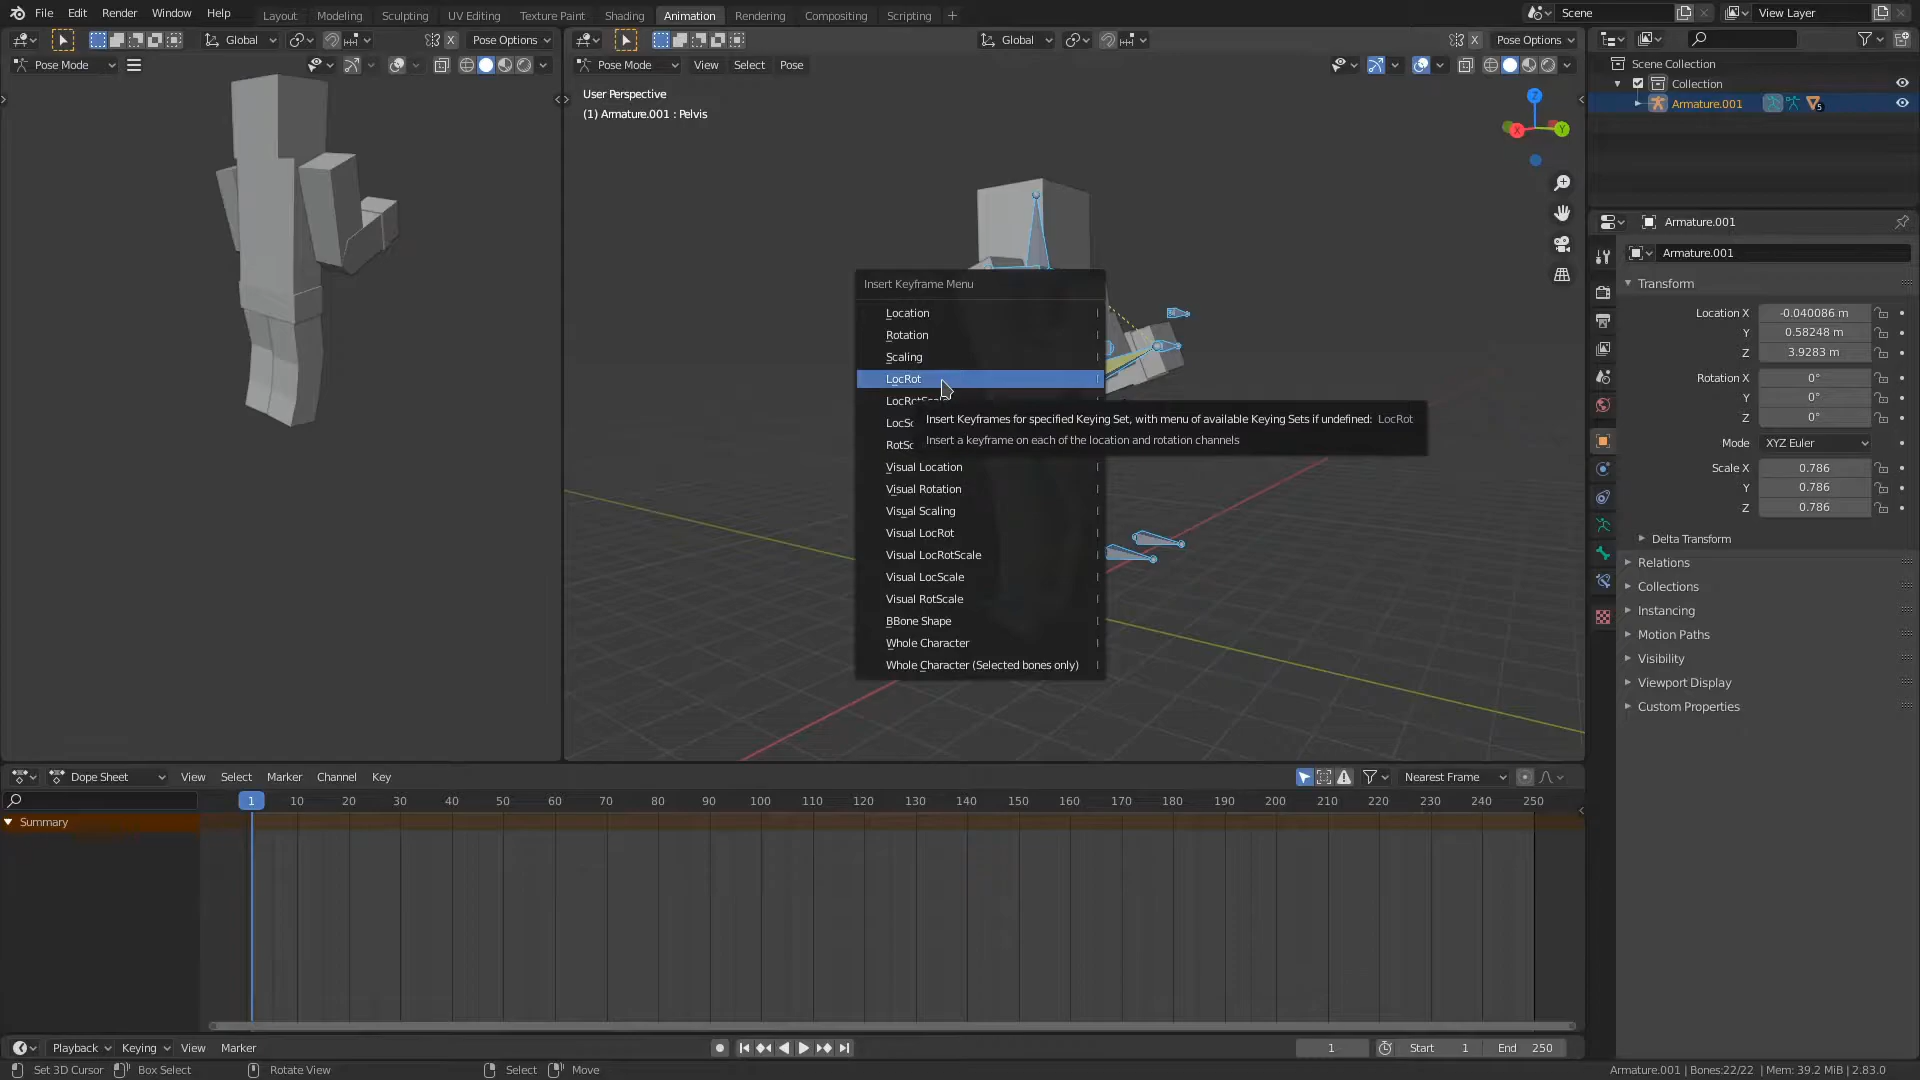 File Edit Render Window Help Layout Modeling Sculpting UV Editing Texture Paint Shading Animation Rendering Compositing Scripting + Scene View Layer
Global Pose Options
Global Pose Options
Pose Mode
Pose Mode View Select Pose
User Perspective
(1) Armature.001 : Pelvis
Z
X
Y
Insert Keyframe Menu
Location
Rotation
Scaling
LocRot
LocRotScale
LocSc
RotSc
Insert Keyframes for specified Keying Set, with menu of available Keying Sets if undefined: LocRot
Insert a keyframe on each of the location and rotation channels
Visual Location
Visual Rotation
Visual Scaling
Visual LocRot
Visual LocRotScale
Visual LocScale
Visual RotScale
BBone Shape
Whole Character
Whole Character (Selected bones only)
Scene Collection
Collection
Armature.001
5
Armature.001
Armature.001
Transform
Location X -0.040086 m
Y 0.58248 m
Z 3.9283 m
Rotation X 0°
Y 0°
Z 0°
Mode XYZ Euler
Scale X 0.786
Y 0.786
Z 0.786
Delta Transform
Relations
Collections
Instancing
Motion Paths
Visibility
Viewport Display
Custom Properties
Dope Sheet View Select Marker Channel Key Nearest Frame
1 10 20 30 40 50 60 70 80 90 100 110 120 130 140 150 160 170 180 190 200 210 220 230 240 250
Summary
Playback Keying View Marker 1 Start 1 End 250
Set 3D Cursor Box Select Rotate View Select Move Armature.001 | Bones:22/22 | Mem: 39.2 MiB | 2.83.0